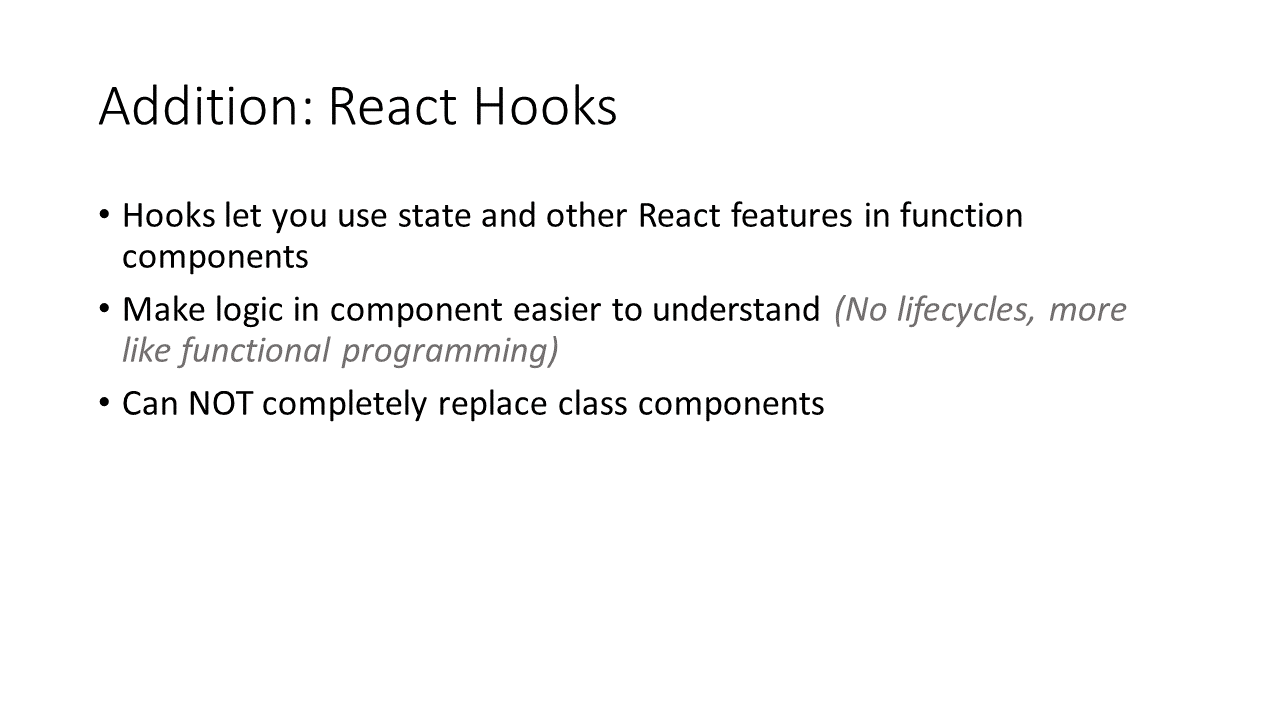 Addition: React Hooks
• Hooks let you use state and other React features in function
components
• Make logic in component easier to understand (No lifecycles, more
like functional programming)
• Can NOT completely replace class components